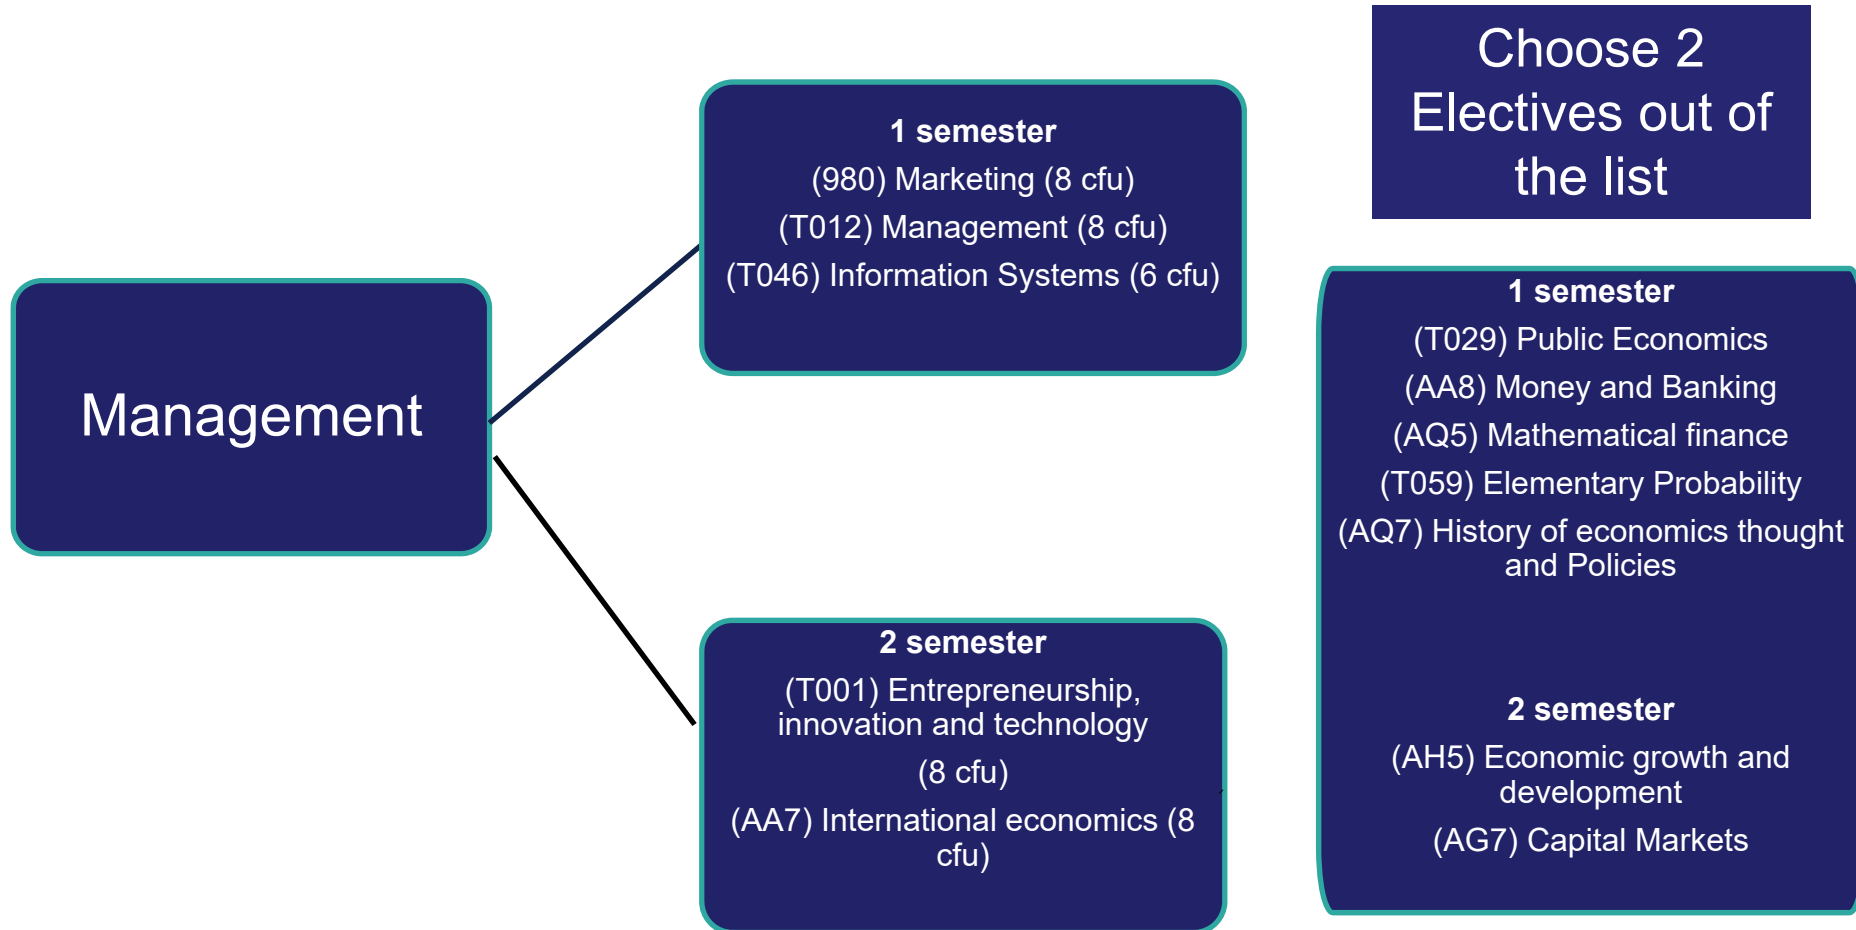 Management
1 semester
(980) Marketing (8 cfu)
(T012) Management (8 cfu)
(T046) Information Systems (6 cfu)
2 semester
(T001) Entrepreneurship,
innovation and technology
(8 cfu)
(AA7) International economics (8
cfu)
Choose 2
Electives out of
the list
1 semester
(T029) Public Economics
(AA8) Money and Banking
(AQ5) Mathematical finance
(T059) Elementary Probability
(AQ7) History of economics thought
and Policies
2 semester
(AH5) Economic growth and
development
(AG7) Capital Markets